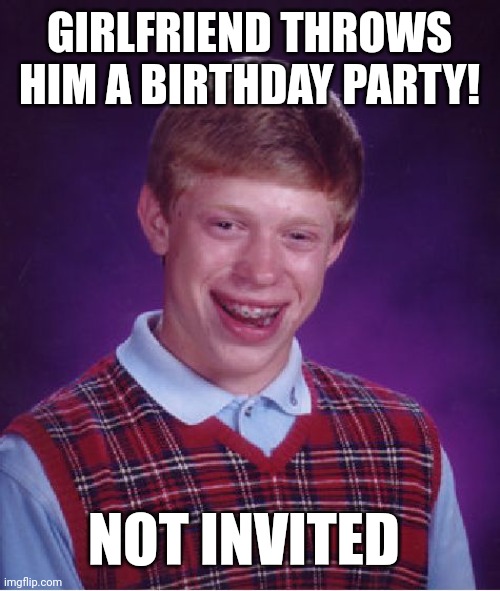 GIRLFRIEND THROWS
HIM A BIRTHDAY PARTY!
NOT INVITED
imgflip.com